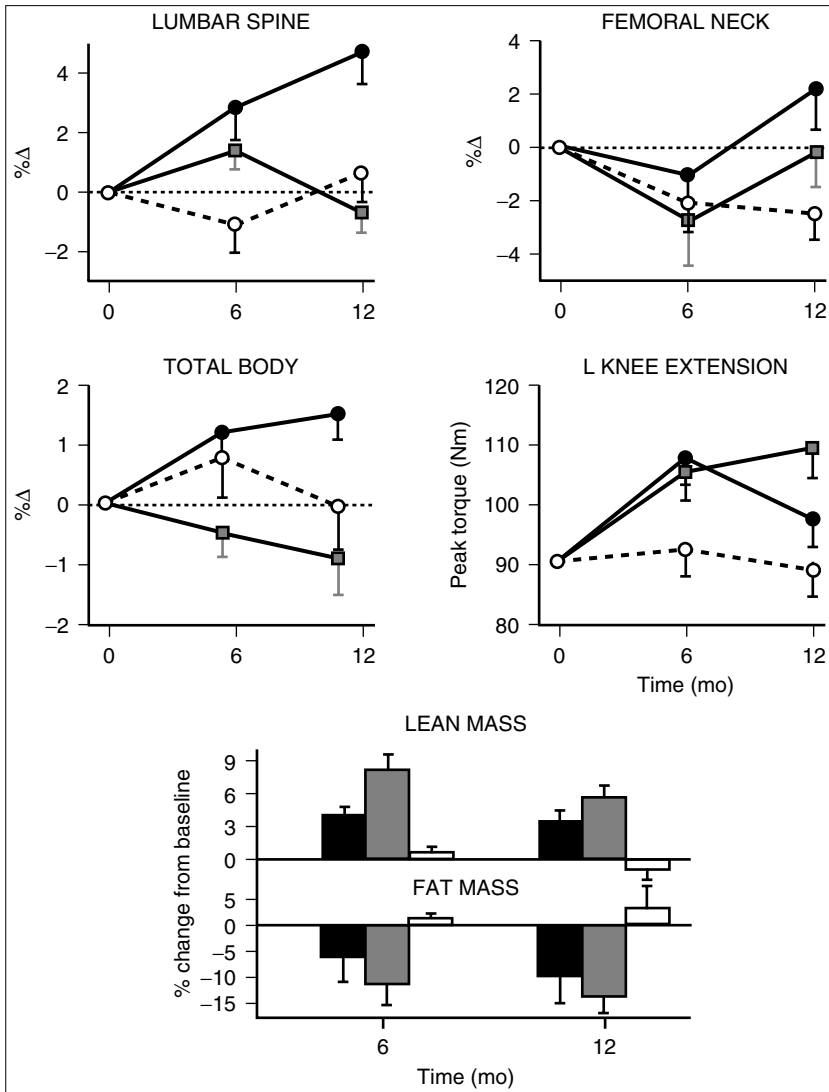 LUMBAR SPINE
%Δ
4
2
0
–2
0 6 12
FEMORAL NECK
%Δ
4
2
0
–2
–4
0 6 12
TOTAL BODY
%Δ
2
1
0
–1
–2
0 6 12
L KNEE EXTENSION
Peak torque (Nm)
120
110
100
90
80
0 6 12
Time (mo)
% change from baseline
LEAN MASS
9
6
3
0
FAT MASS
5
0
–5
–10
–15
6 12
Time (mo)